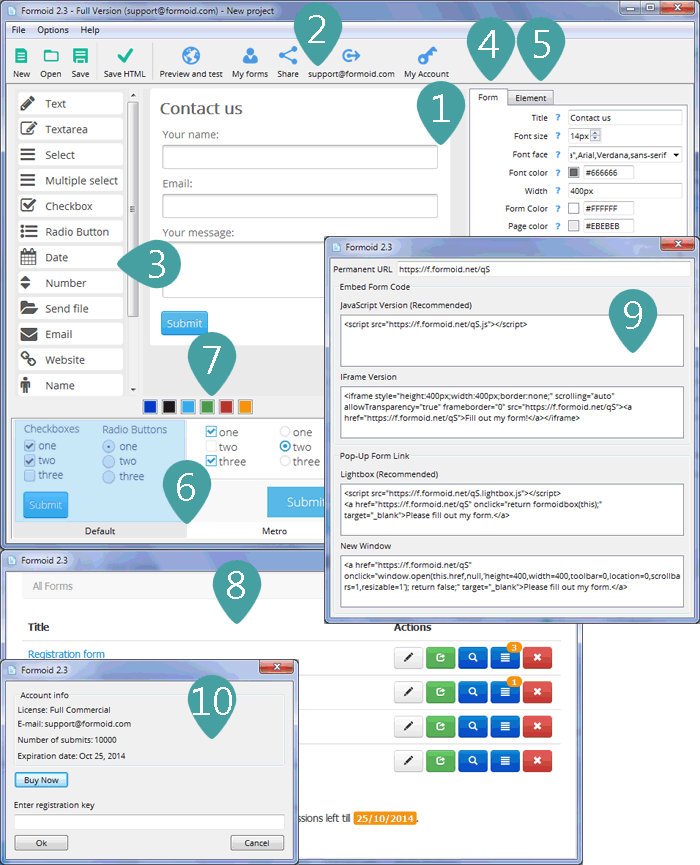 Formoid 2.3 - Full Version (support@formoid.com) - New project
File Options Help
New Open Save Save HTML Preview and test My forms Share support@formoid.com My Account
2
4
5
1
Text
Textarea
Select
Multiple select
Checkbox
Radio Button
Date
Number
Send file
Email
Website
Name
3
Contact us
Your name:
Email:
Your message:
Submit
7
Form Element
Title ? Contact us
Font size ? 14px
Font face ? i",Arial,Verdana,sans-serif
Font color ? #666666
Width ? 400px
Form Color ? #FFFFFF
Page color ? #EBEBEB
Checkboxes Radio Buttons
one one one one
two two two two
three three three three
Submit Submit
6
Default Metro
Formoid 2.3
Permanent URL https://f.formoid.net/qS
Embed Form Code
JavaScript Version (Recommended)
<script src="https://f.formoid.net/qS.js"></script>
9
IFrame Version
<iframe style="height:400px;width:400px;border:none;" scrolling="auto"
allowTransparency="true" frameborder="0" src="https://f.formoid.net/qS"><a
href="https://f.formoid.net/qS">Fill out my form!</a></iframe>
Pop-Up Form Link
Lightbox (Recommended)
<script src="https://f.formoid.net/qS.lightbox.js"></script>
<a href="https://f.formoid.net/qS" onclick="return formoidbox(this);"
target="_blank">Please fill out my form.</a>
New Window
<a href="https://f.formoid.net/qS"
onclick="window.open(this.href,null,'height=400,width=400,toolbar=0,location=0,scrollb
ars=1,resizable=1'); return false;" target="_blank">Please fill out my form.</a>
Formoid 2.3
All Forms
8
Title Actions
Registration form
3
1
ssions left till 25/10/2014.
Formoid 2.3
Account info
License: Full Commercial
E-mail: support@formoid.com
Number of submits: 10000
Expiration date: Oct 25, 2014
10
Buy Now
Enter registration key
Ok Cancel